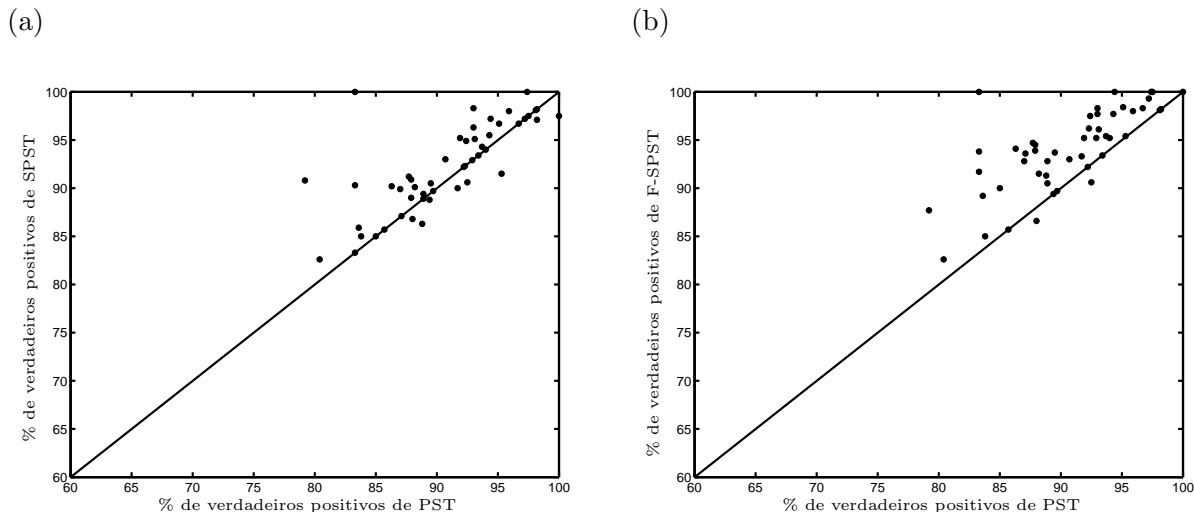 (a)
100
95
90
85
80
75
70
65
60
60 65 70 75 80 85 90 95 100
% de verdadeiros positivos de SPST
% de verdadeiros positivos de PST
(b)
100
95
90
85
80
75
70
65
60
60 65 70 75 80 85 90 95 100
% de verdadeiros positivos de F-SPST
% de verdadeiros positivos de PST